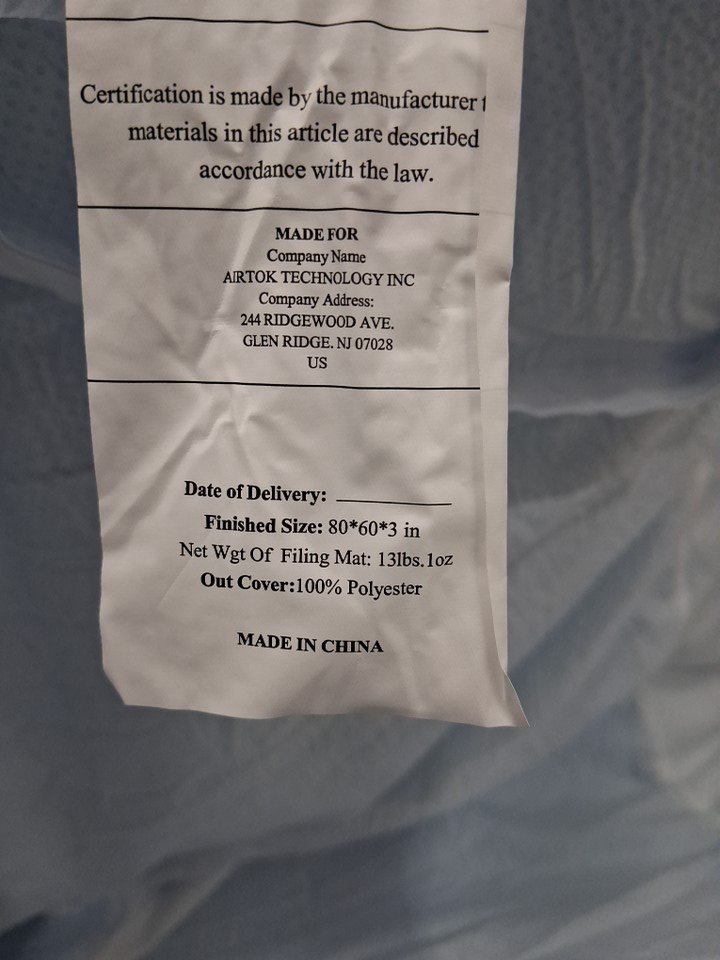 Certification is made by the manufacturer
materials in this article are described
accordance with the law.
MADE FOR
Company Name
AIRTOK TECHNOLOGY INC
Company Address:
244 RIDGEWOOD AVE.
GLEN RIDGE. NJ 07028
US
Date of Delivery:
Finished Size: 80*60*3 in
Net Wgt Of Filing Mat: 13lbs.1oz
Out Cover:100% Polyester
MADE IN CHINA